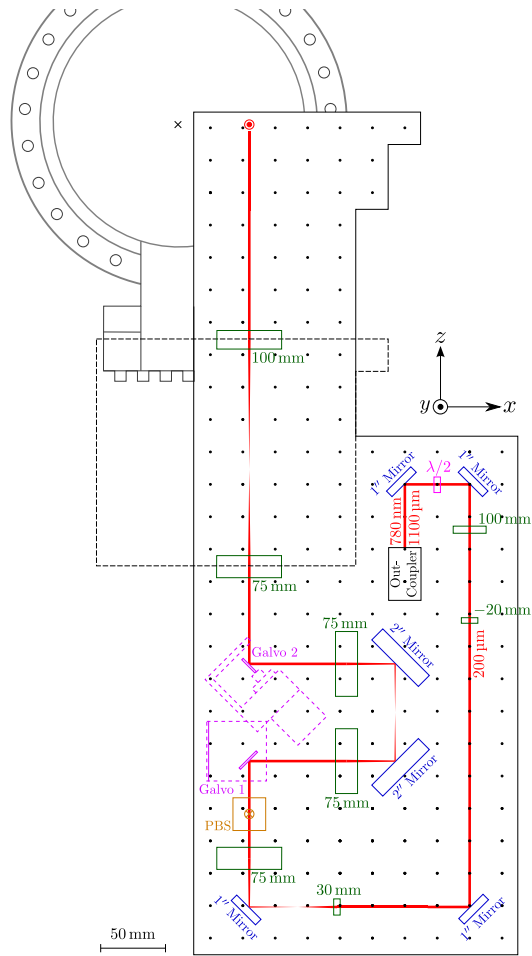 100 mm
z
y
x
1″ Mirror
λ/2
1″ Mirror
780 nm
1100 μm
100 mm
Out-
Coupler
75 mm
−20 mm
75 mm
2″ Mirror
Galvo 2
200 μm
2″ Mirror
Galvo 1
75 mm
PBS
75 mm
30 mm
1″ Mirror
1″ Mirror
50 mm